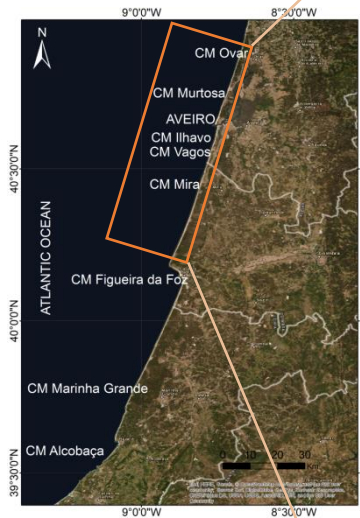 9°0'0"W
8°30'0"W
N
CM Ovar
CM Murtosa
AVEIRO
CM Ilhavo
CM Vagos
40°30'0"N
CM Mira
ATLANTIC OCEAN
CM Figueira da Foz
40°0'0"N
CM Marinha Grande
CM Alcobaça
0 10 20 30
Km
39°30'0"N
9°0'0"W
8°30'0"W